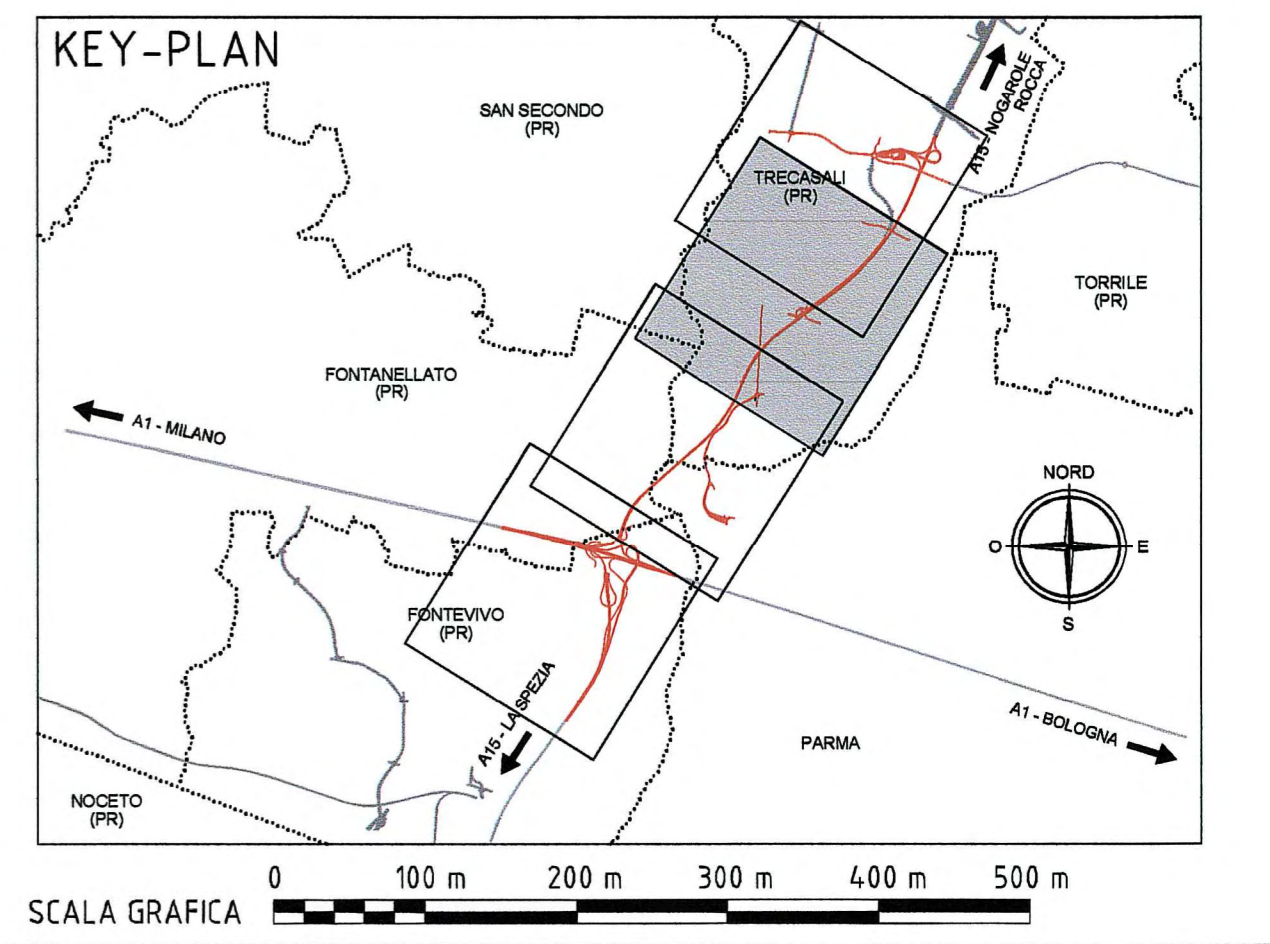 KEY-PLAN
SAN SECONDO
(PR)
A15 - NOGAROLE
ROCCA
TRECASALI
(PR)
TORRILE
(PR)
FONTANELLATO
(PR)
A1 - MILANO
NORD
O
E
S
FONTEVIVO
(PR)
A15 - LA SPEZIA
A1 - BOLOGNA
PARMA
NOCETO
(PR)
0 100 m 200 m 300 m 400 m 500 m
SCALA GRAFICA